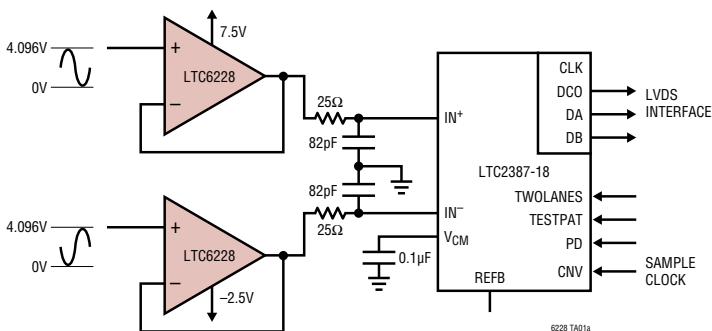 7.5V
4.096V
0V
+
–
LTC6228
25Ω
82pF
82pF
25Ω
4.096V
0V
+
–
LTC6228
–2.5V
IN+
IN–
VCM
0.1µF
LTC2387-18
REFB
CLK
DCO
DA
DB
LVDS
INTERFACE
TWOLANES
TESTPAT
PD
CNV
SAMPLE
CLOCK
6228 TA01a